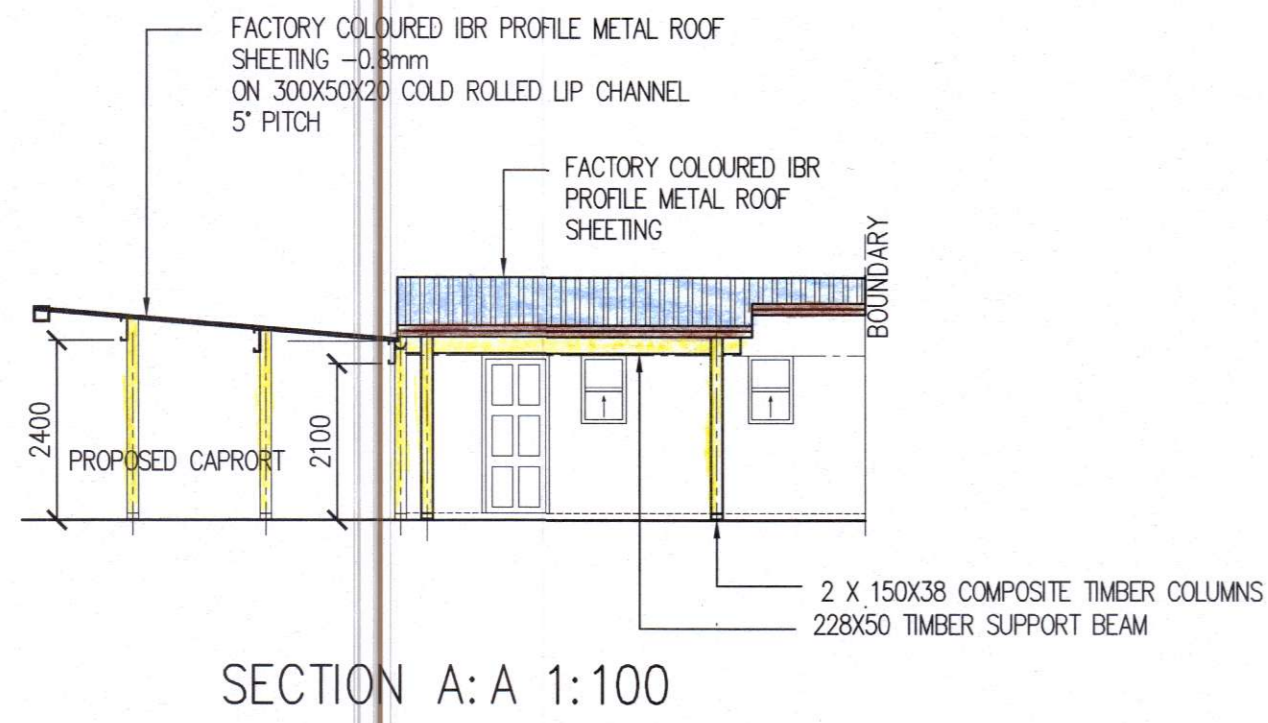 FACTORY COLOURED IBR PROFILE METAL ROOF
SHEETING -0.8mm
ON 300X50X20 COLD ROLLED LIP CHANNEL
5° PITCH
FACTORY COLOURED IBR
PROFILE METAL ROOF
SHEETING
BOUNDARY
2400
PROPOSED CAPRORT
2100
2 X 150X38 COMPOSITE TIMBER COLUMNS
228X50 TIMBER SUPPORT BEAM
SECTION A:A 1:100